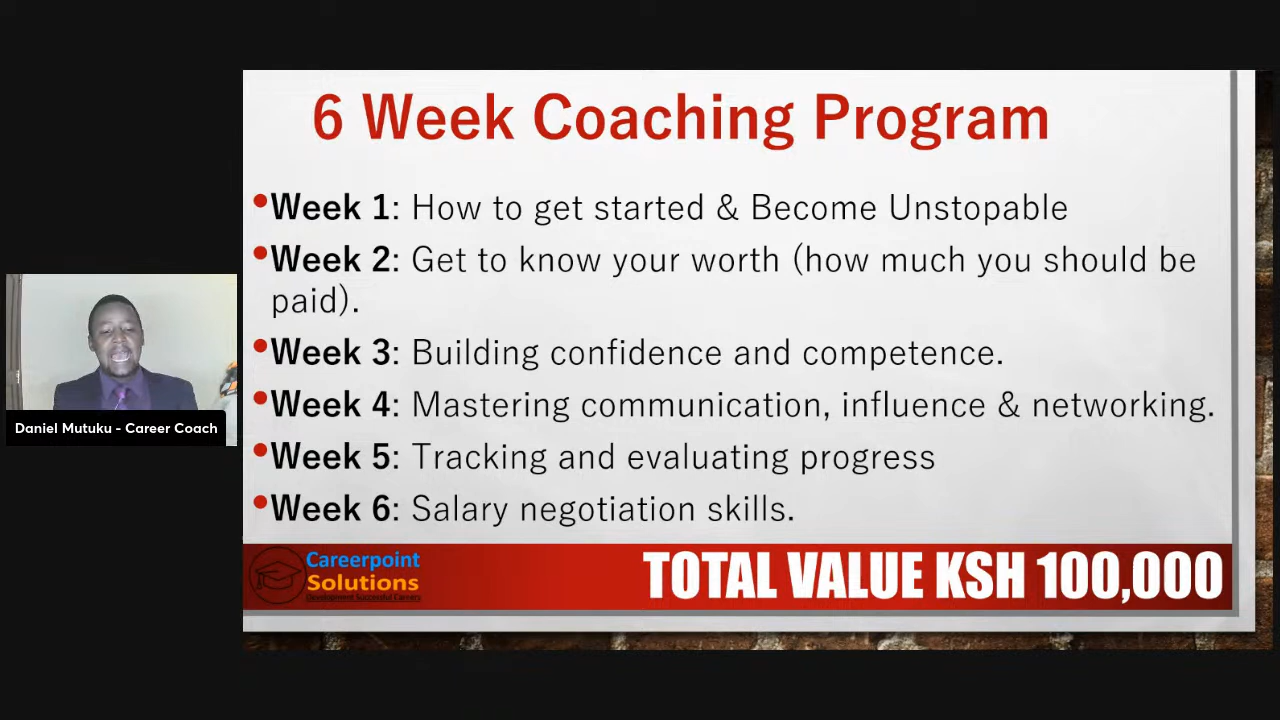 6 Week Coaching Program
•Week 1: How to get started & Become Unstopable
•Week 2: Get to know your worth (how much you should be
paid).
•Week 3: Building confidence and competence.
•Week 4: Mastering communication, influence & networking.
•Week 5: Tracking and evaluating progress
•Week 6: Salary negotiation skills.
Daniel Mutuku - Career Coach
Careerpoint
Solutions
Development Successful Careers
TOTAL VALUE KSH 100,000